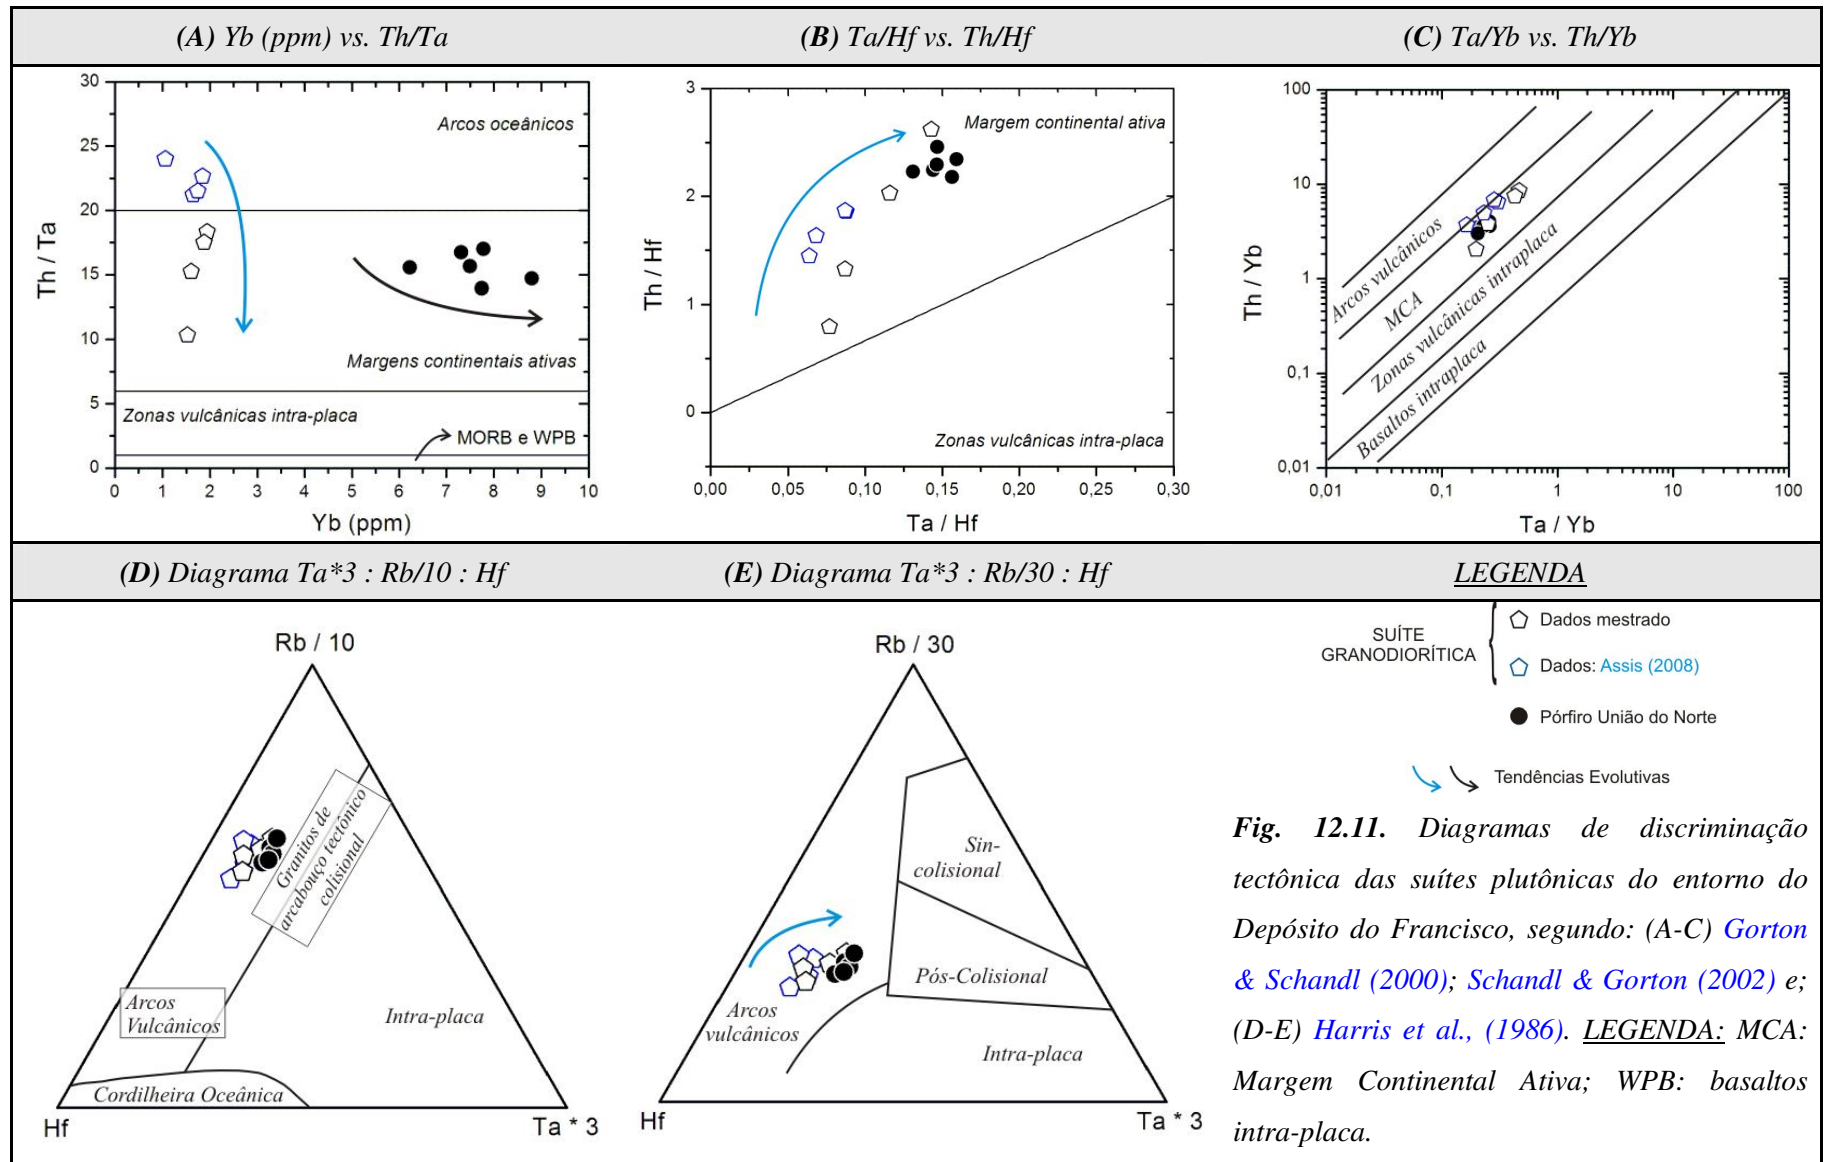 (A) Yb (ppm) vs. Th/Ta
(B) Ta/Hf vs. Th/Hf
(C) Ta/Yb vs. Th/Yb
30
25
20
15
10
5
0
Th / Ta
Arcos oceânicos
Margens continentais ativas
Zonas vulcânicas intra-placa
MORB e WPB
0 1 2 3 4 5 6 7 8 9 10
Yb (ppm)
3
2
1
0
Th / Hf
Margem continental ativa
Zonas vulcânicas intra-placa
0,00 0,05 0,10 0,15 0,20 0,25 0,30
Ta / Hf
100
10
1
0,1
0,01
Th / Yb
Arcos vulcânicos
MCA
Zonas vulcânicas intraplaca
Basaltos intraplaca
0,01 0,1 1 10 100
Ta / Yb
(D) Diagrama Ta*3 : Rb/10 : Hf
(E) Diagrama Ta*3 : Rb/30 : Hf
LEGENDA
Rb / 10
Granitos de
arcabouço tectônico
colisional
Arcos
Vulcânicos
Intra-placa
Cordilheira Oceânica
Hf
Ta * 3
Rb / 30
Sin-
colisional
Pós-Colisional
Arcos
vulcânicos
Intra-placa
Hf
Ta * 3
SUÍTE
GRANODIORÍTICA
Dados mestrado
Dados: Assis (2008)
Pórfiro União do Norte
Tendências Evolutivas
Fig. 12.11. Diagramas de discriminação
tectônica das suítes plutônicas do entorno do
Depósito do Francisco, segundo: (A-C) Gorton
& Schandl (2000); Schandl & Gorton (2002) e;
(D-E) Harris et al., (1986). LEGENDA: MCA:
Margem Continental Ativa; WPB: basaltos
intra-placa.